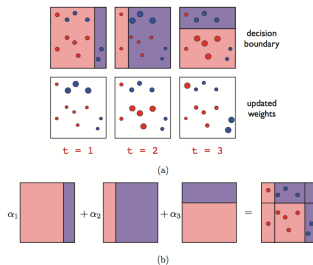 decision
boundary
updated
weights
t = 1 t = 2 t = 3
(a)
α1 +α2 +α3 =
(b)